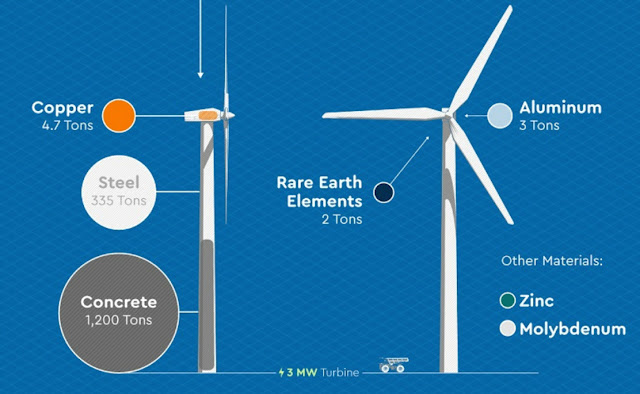 Copper
4.7 Tons
Steel
335 Tons
Concrete
1,200 Tons
Aluminum
3 Tons
Rare Earth
Elements
2 Tons
Other Materials:
Zinc
Molybdenum
3 MW Turbine